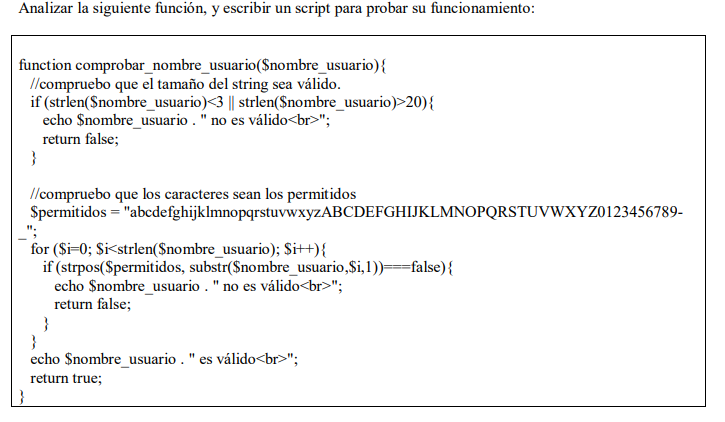 Analizar la siguiente función, y escribir un script para probar su funcionamiento:
function comprobar_nombre_usuario($nombre_usuario){
//compruebo que el tamaño del string sea válido.
if (strlen($nombre_usuario)<3 || strlen($nombre_usuario)>20){
echo $nombre_usuario . " no es válido<br>";
return false;
}
//compruebo que los caracteres sean los permitidos
$permitidos = "abcdefghijklmnopqrstuvwxyzABCDEFGHIJKLMNOPQRSTUVWXYZ0123456789-
_";
for ($i=0; $i<strlen($nombre_usuario); $i++){
if (strpos($permitidos, substr($nombre_usuario,$i,1))===false){
echo $nombre_usuario . " no es válido<br>";
return false;
}
}
echo $nombre_usuario . " es válido<br>";
return true;
}